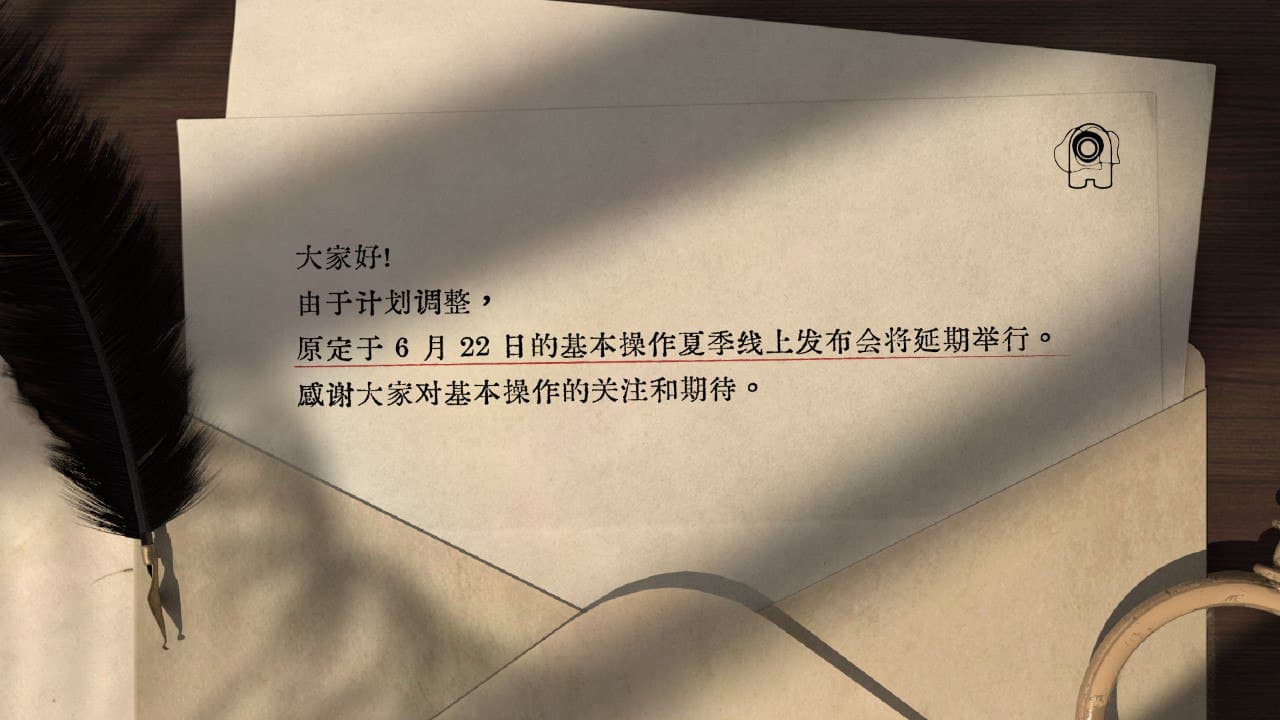 大家好!
由于计划调整，
原定于 6 月 22 日的基本操作夏季线上发布会将延期举行。
感谢大家对基本操作的关注和期待。